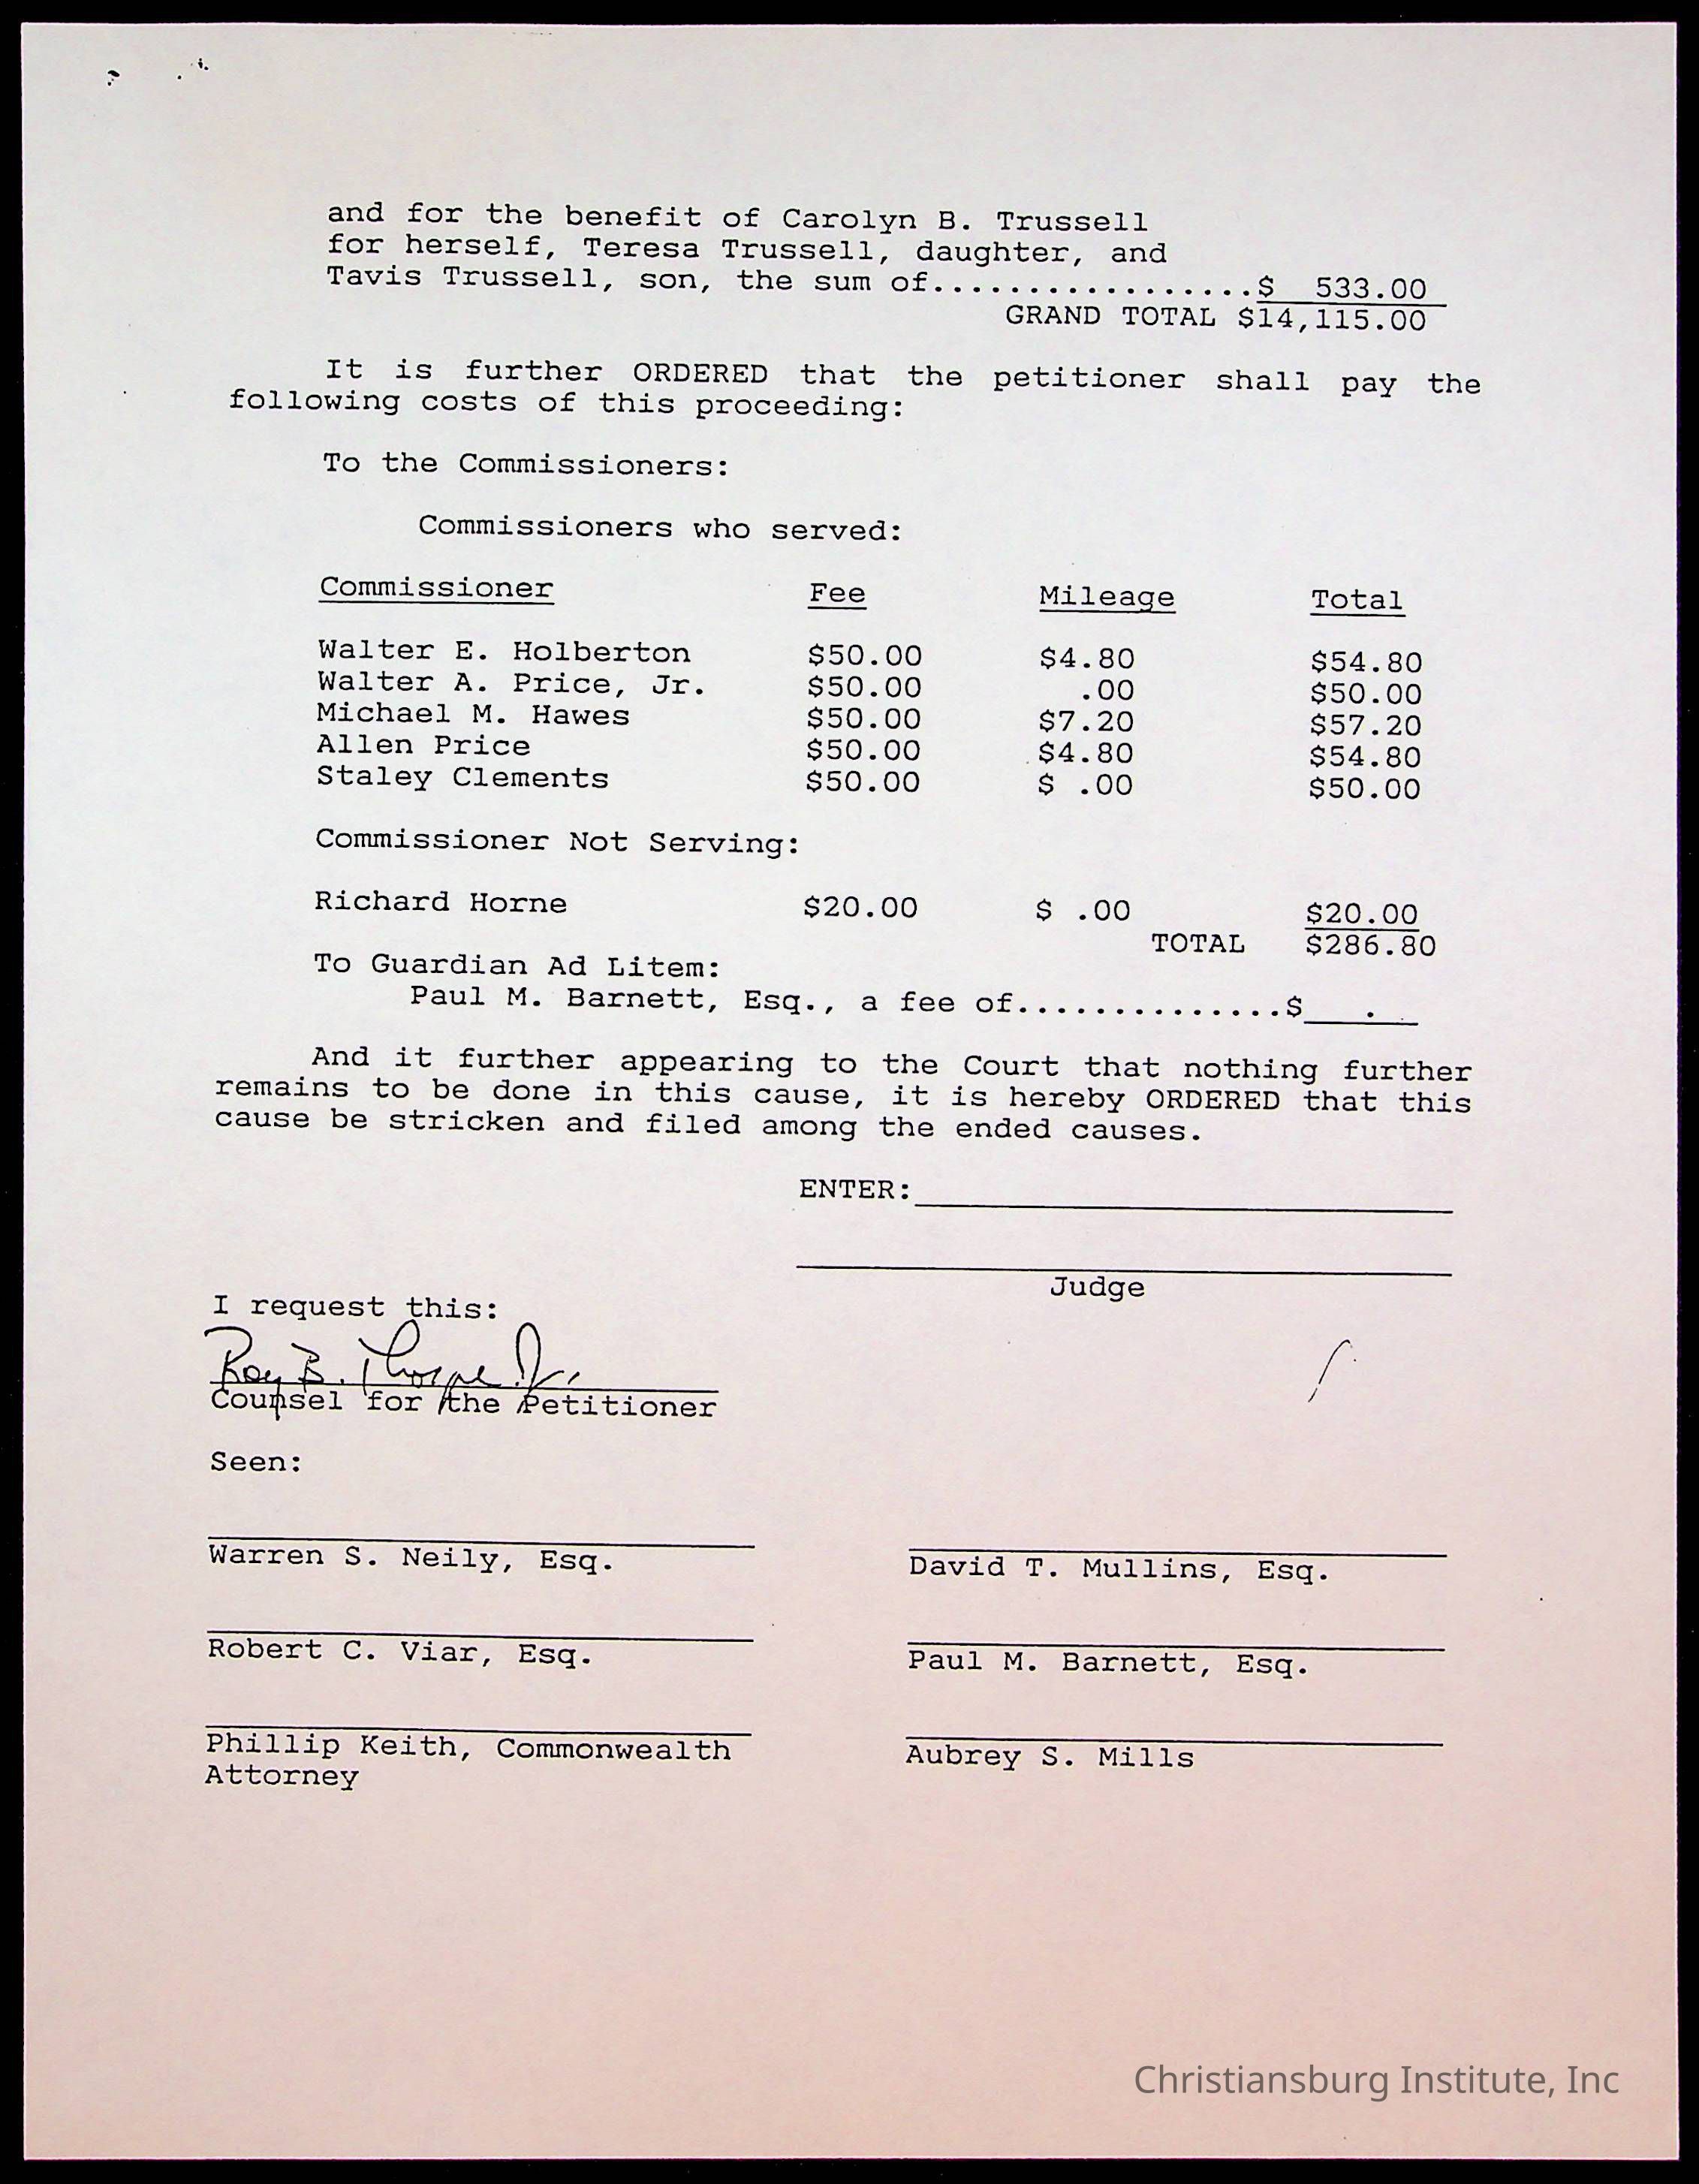 and for the benefit of Carolyn B. Trussell
for herself, Teresa Trussell, daughter, and
Tavis Trussell, son, the sum of.................$ 533.00
GRAND TOTAL $14,115.00
It is further ORDERED that the petitioner shall pay the
following costs of this proceeding:
To the Commissioners:
Commissioners who served:
Commissioner Fee Mileage Total
Walter E. Holberton $50.00 $4.80 $54.80
Walter A. Price, Jr. $50.00 .00 $50.00
Michael M. Hawes $50.00 $7.20 $57.20
Allen Price $50.00 $4.80 $54.80
Staley Clements $50.00 $ .00 $50.00
Commissioner Not Serving:
Richard Horne $20.00 $ .00 $20.00
TOTAL $286.80
To Guardian Ad Litem:
Paul M. Barnett, Esq., a fee of..............$___.__
And it further appearing to the Court that nothing further
remains to be done in this cause, it is hereby ORDERED that this
cause be stricken and filed among the ended causes.
ENTER:
Judge
I request this:
Roy B. Thorpe Jr.
Counsel for the Petitioner
Seen:
Warren S. Neily, Esq. David T. Mullins, Esq.
Robert C. Viar, Esq. Paul M. Barnett, Esq.
Phillip Keith, Commonwealth Aubrey S. Mills
Attorney
Christiansburg Institute, Inc